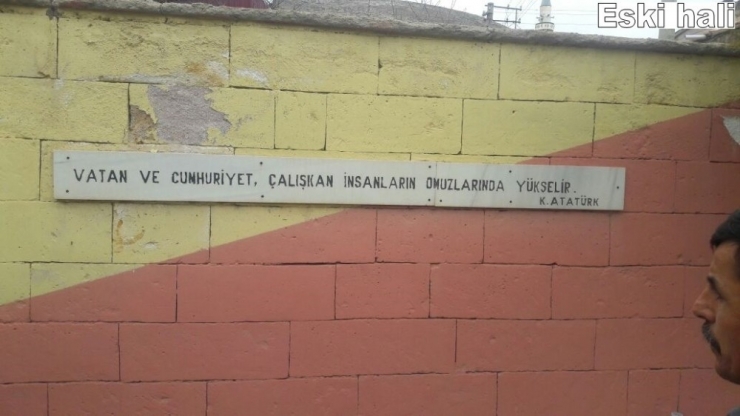 Eski hali
VATAN VE CUMHURİYET, ÇALIŞKAN İNSANLARIN OMUZLARINDA YÜKSELİR.
K.ATATÜRK